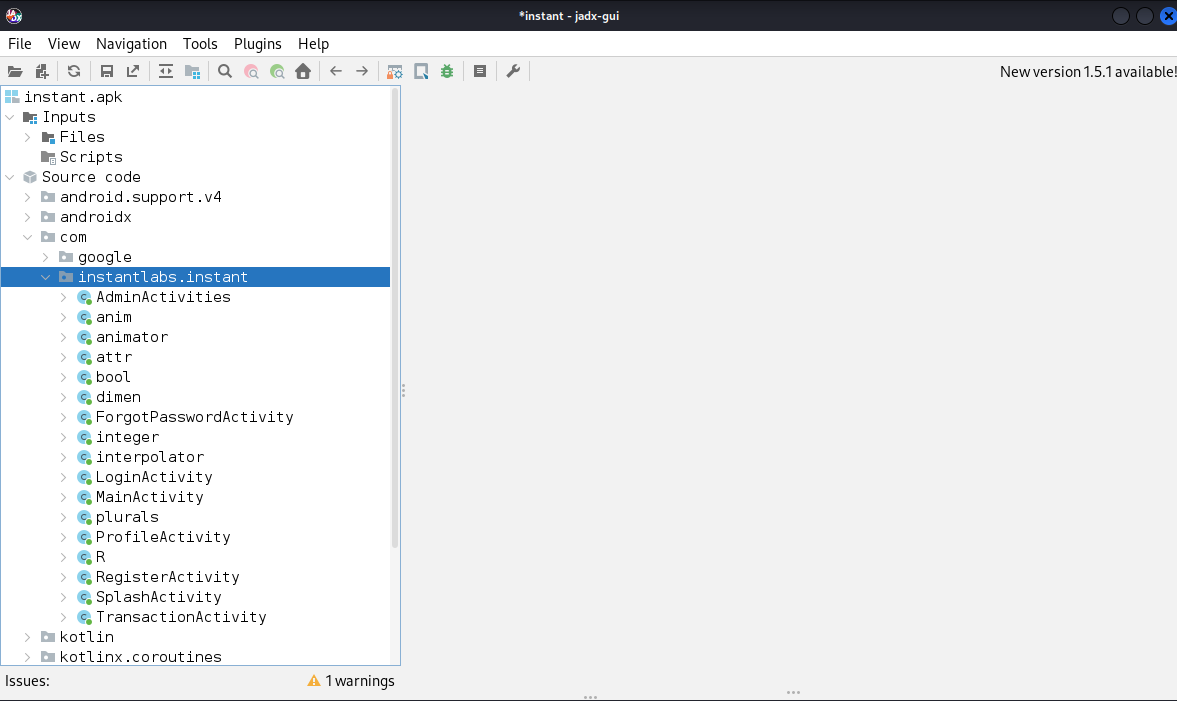 *instant - jadx-gui
File View Navigation Tools Plugins Help
New version 1.5.1 available!
instant.apk
Inputs
Files
Scripts
Source code
android.support.v4
androidx
com
google
instantlabs.instant
AdminActivities
anim
animator
attr
bool
dimen
ForgotPasswordActivity
integer
interpolator
LoginActivity
MainActivity
plurals
ProfileActivity
R
RegisterActivity
SplashActivity
TransactionActivity
kotlin
kotlinx.coroutines
Issues: 1 warnings